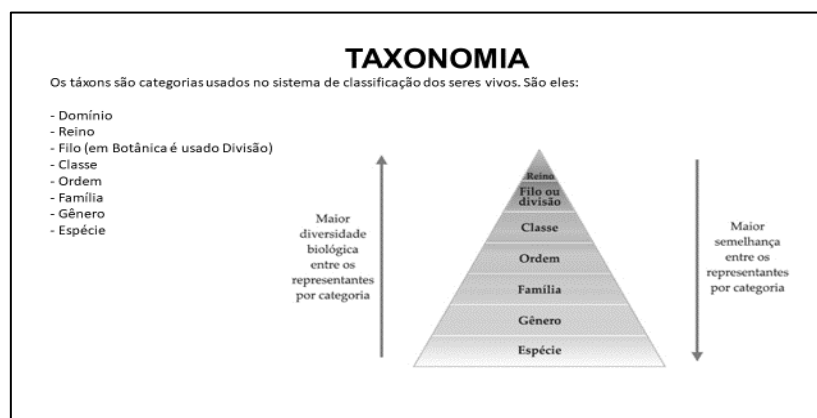 TAXONOMIA
Os táxons são categorias usados no sistema de classificação dos seres vivos. São eles:
- Domínio
- Reino
- Filo (em Botânica é usado Divisão)
- Classe
- Ordem
- Família
- Gênero
- Espécie
Maior
diversidade
biológica
entre os
representantes
por categoria
Reino
Filo ou
divisão
Classe
Ordem
Família
Gênero
Espécie
Maior
semelhança
entre os
representantes
por categoria